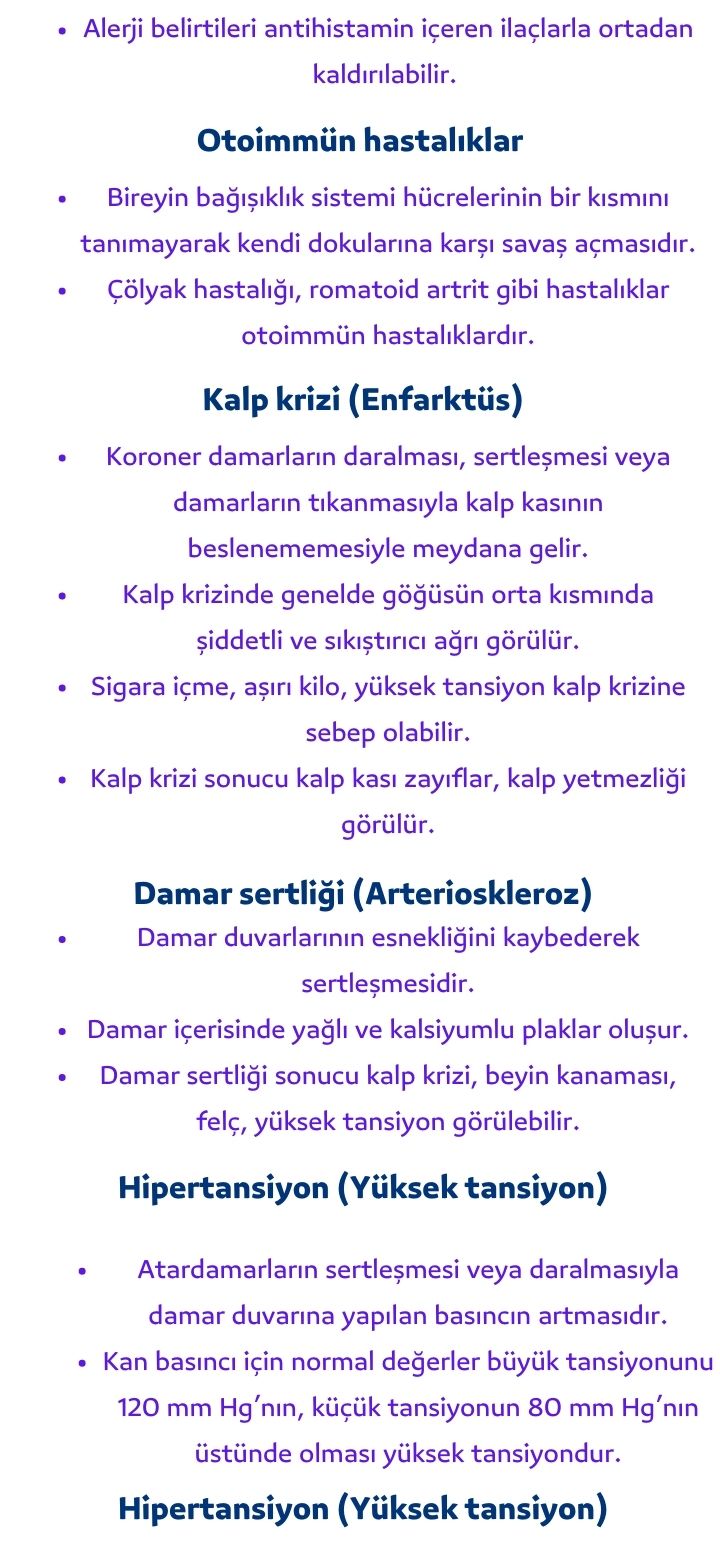 • Alerji belirtileri antihistamin içeren ilaçlarla ortadan
kaldırılabilir.
Otoimmün hastalıklar
• Bireyin bağışıklık sistemi hücrelerinin bir kısmını
tanımayarak kendi dokularına karşı savaş açmasıdır.
• Çölyak hastalığı, romatoid artrit gibi hastalıklar
otoimmün hastalıklardır.
Kalp krizi (Enfarktüs)
• Koroner damarların daralması, sertleşmesi veya
damarların tıkanmasıyla kalp kasının
beslenememesiyle meydana gelir.
• Kalp krizinde genelde göğüsün orta kısmında
şiddetli ve sıkıştırıcı ağrı görülür.
• Sigara içme, aşırı kilo, yüksek tansiyon kalp krizine
sebep olabilir.
• Kalp krizi sonucu kalp kası zayıflar, kalp yetmezliği
görülür.
Damar sertliği (Arterioskleroz)
• Damar duvarlarının esnekliğini kaybederek
sertleşmesidir.
• Damar içerisinde yağlı ve kalsiyumlu plaklar oluşur.
• Damar sertliği sonucu kalp krizi, beyin kanaması,
felç, yüksek tansiyon görülebilir.
Hipertansiyon (Yüksek tansiyon)
• Atardamarların sertleşmesi veya daralmasıyla
damar duvarına yapılan basıncın artmasıdır.
• Kan basıncı için normal değerler büyük tansiyonunu
120 mm Hg’nın, küçük tansiyonun 80 mm Hg’nın
üstünde olması yüksek tansiyondur.
Hipertansiyon (Yüksek tansiyon)